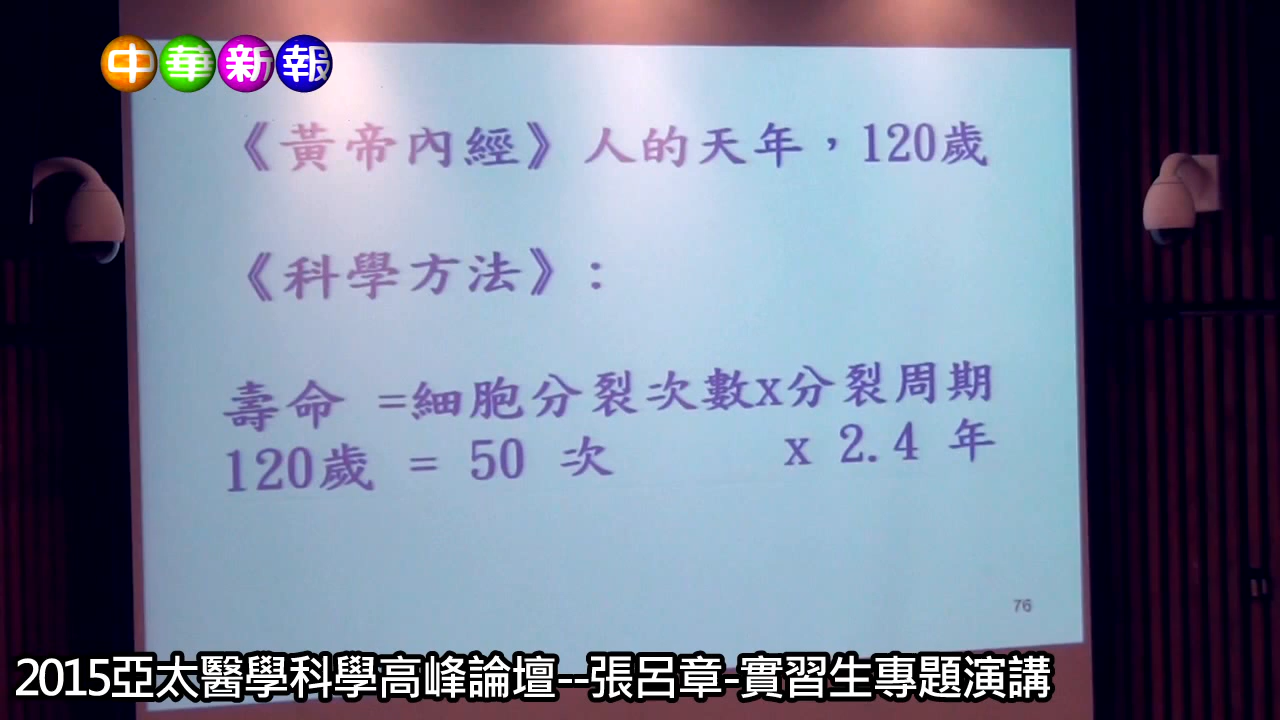 中華新報
《黃帝內經》人的天年，120歲
《科學方法》:
壽命 =細胞分裂次數x分裂周期
120歲 = 50 次 x 2.4 年
76
2015亞太醫學科學高峰論壇--張呂章-實習生專題演講